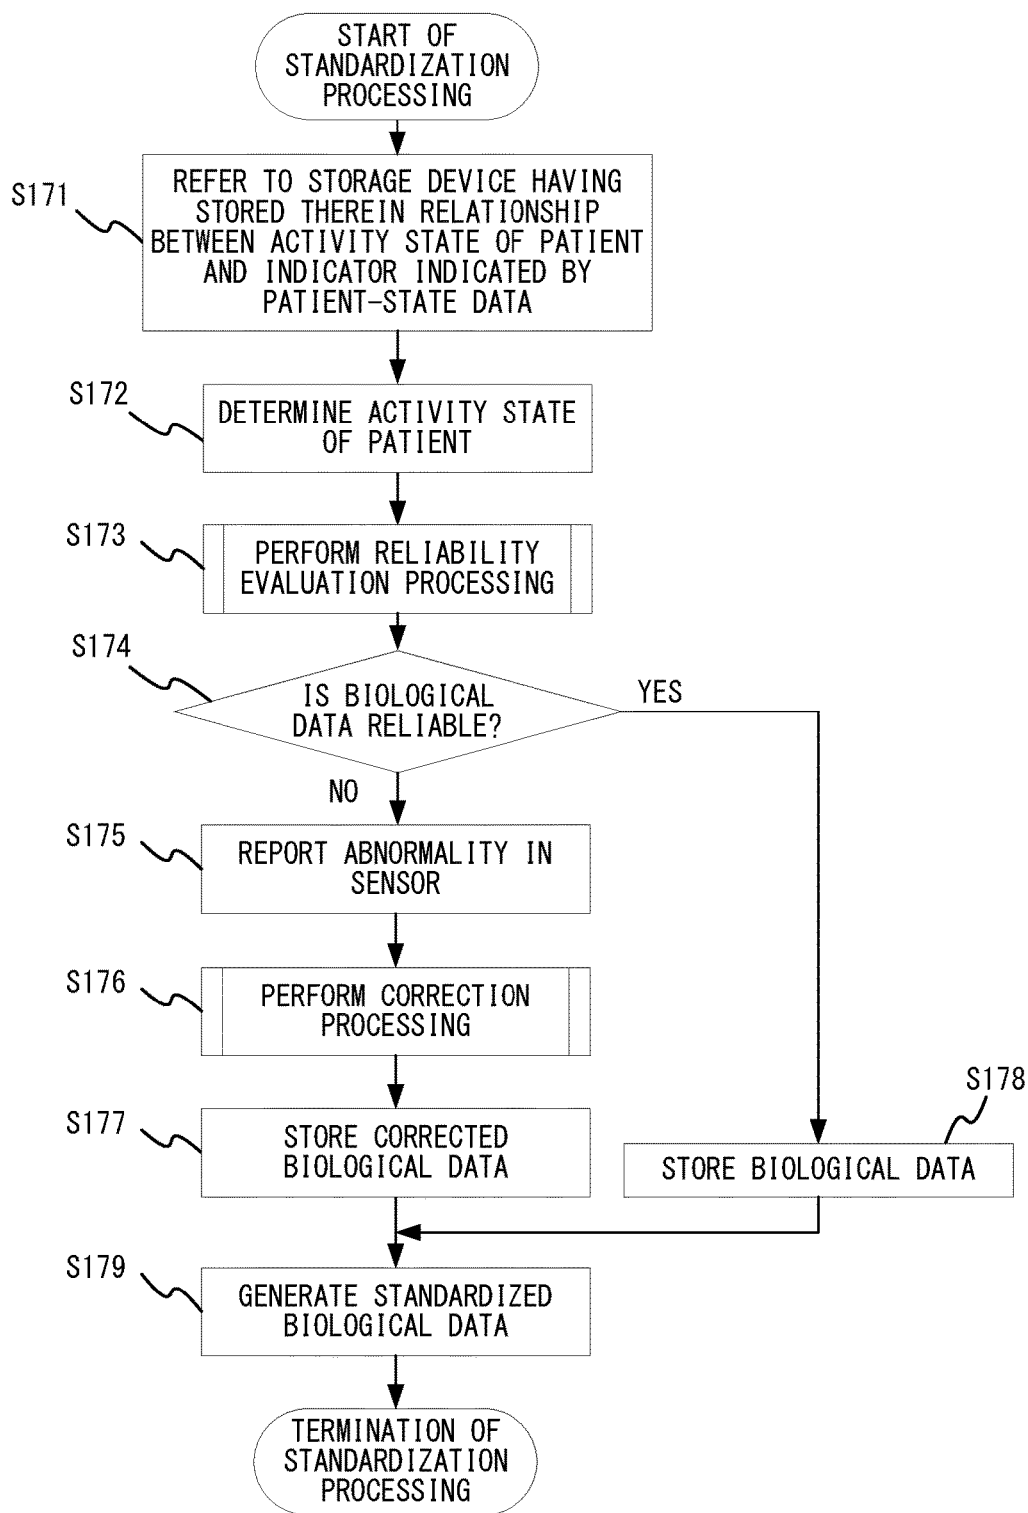 START OF
STANDARDIZATION
PROCESSING
S171
REFER TO STORAGE DEVICE HAVING
STORED THEREIN RELATIONSHIP
BETWEEN ACTIVITY STATE OF PATIENT
AND INDICATOR INDICATED BY
PATIENT-STATE DATA
S172
DETERMINE ACTIVITY STATE
OF PATIENT
S173
PERFORM RELIABILITY
EVALUATION PROCESSING
S174
IS BIOLOGICAL
DATA RELIABLE?
YES
NO
S175
REPORT ABNORMALITY IN
SENSOR
S176
PERFORM CORRECTION
PROCESSING
S177
STORE CORRECTED
BIOLOGICAL DATA
S178
STORE BIOLOGICAL DATA
S179
GENERATE STANDARDIZED
BIOLOGICAL DATA
TERMINATION OF
STANDARDIZATION
PROCESSING